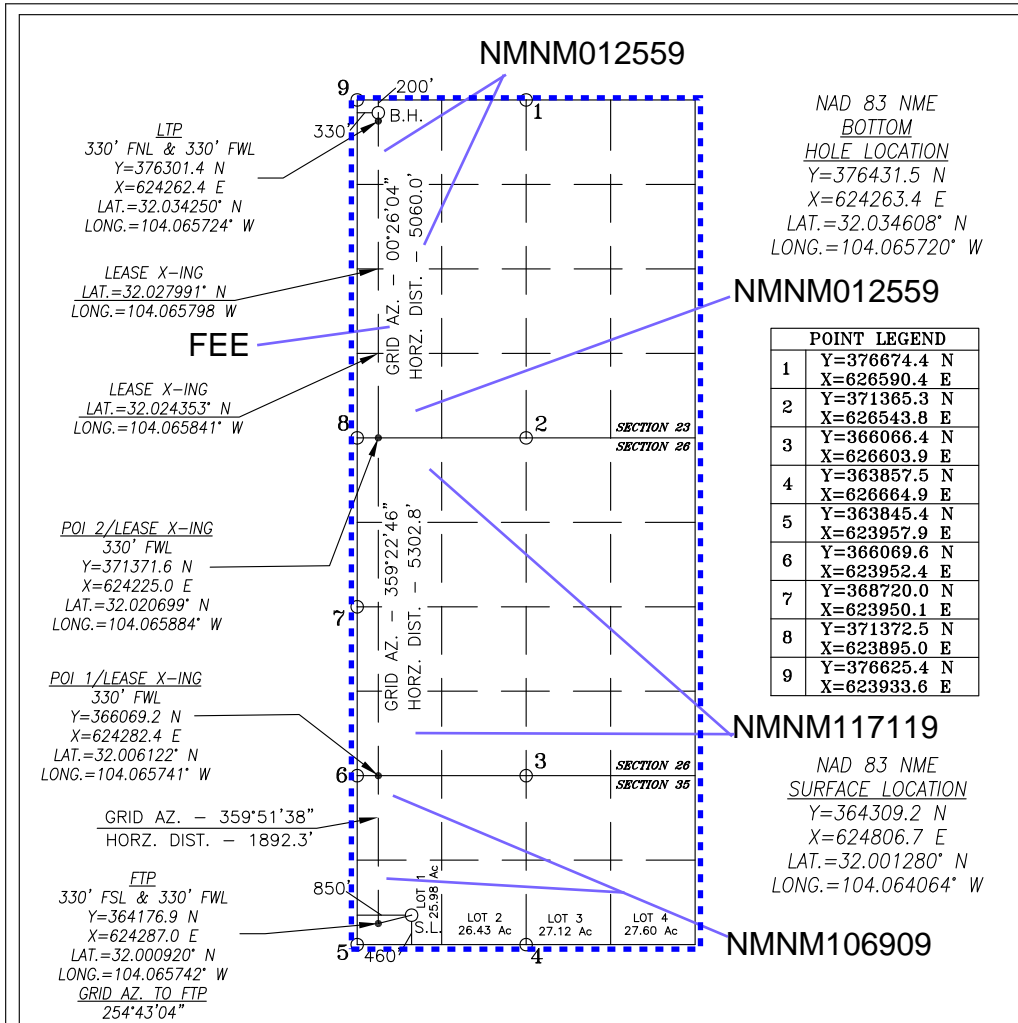 NMNM012559
9
200'
B.H.
1
330'
LTP
330' FNL & 330' FWL
Y=376301.4 N
X=624262.4 E
LAT.=32.034250° N
LONG.=104.065724° W
NAD 83 NME
BOTTOM
HOLE LOCATION
Y=376431.5 N
X=624263.4 E
LAT.=32.034608° N
LONG.=104.065720° W
GRID AZ. - 00°26'04"
HORZ. DIST. - 5060.0'
LEASE X-ING
LAT.=32.027991° N
LONG.=104.065798 W
NMNM012559
FEE
LEASE X-ING
LAT.=32.024353° N
LONG.=104.065841° W
POINT LEGEND
1 Y=376674.4 N
X=626590.4 E
2 Y=371365.3 N
X=626543.8 E
3 Y=366066.4 N
X=626603.9 E
4 Y=363857.5 N
X=626664.9 E
5 Y=363845.4 N
X=623957.9 E
6 Y=366069.6 N
X=623952.4 E
7 Y=368720.0 N
X=623950.1 E
8 Y=371372.5 N
X=623895.0 E
9 Y=376625.4 N
X=623933.6 E
8
2
SECTION 23
SECTION 26
POI 2/LEASE X-ING
330' FWL
Y=371371.6 N
X=624225.0 E
LAT.=32.020699° N
LONG.=104.065884° W
GRID AZ. - 359°22'46"
HORZ. DIST. - 5302.8'
7
POI 1/LEASE X-ING
330' FWL
Y=366069.2 N
X=624282.4 E
LAT.=32.006122° N
LONG.=104.065741° W
NMNM117119
6
3
SECTION 26
SECTION 35
NAD 83 NME
SURFACE LOCATION
Y=364309.2 N
X=624806.7 E
LAT.=32.001280° N
LONG.=104.064064° W
GRID AZ. - 359°51'38"
HORZ. DIST. - 1892.3'
FTP
330' FSL & 330' FWL
Y=364176.9 N
X=624287.0 E
LAT.=32.000920° N
LONG.=104.065742° W
GRID AZ. TO FTP
254°43'04"
850'
S.L.
LOT 1
25.98 Ac
LOT 2
26.43 Ac
LOT 3
27.12 Ac
LOT 4
27.60 Ac
NMNM106909
5
460'
4